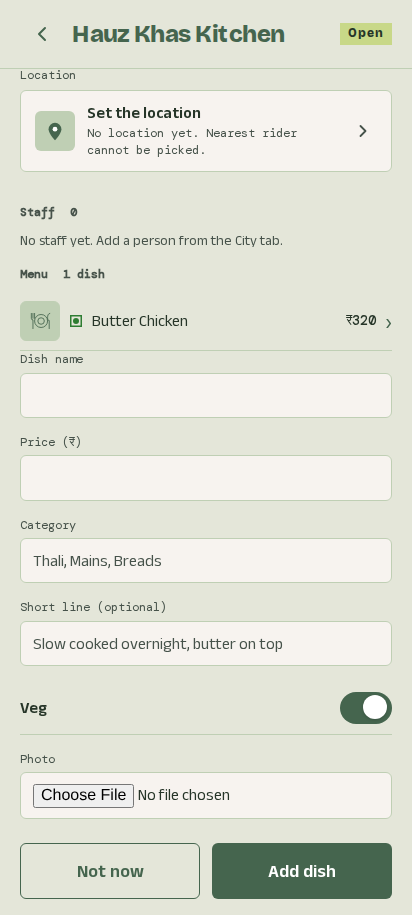 Hauz Khas Kitchen
Open
Location
Set the location
No location yet. Nearest rider
cannot be picked.
Staff 0
No staff yet. Add a person from the City tab.
Menu 1 dish
Butter Chicken ₹320
Dish name
Price (₹)
Category
Thali, Mains, Breads
Short line (optional)
Slow cooked overnight, butter on top
Veg
Photo
Choose File No file chosen
Not now
Add dish